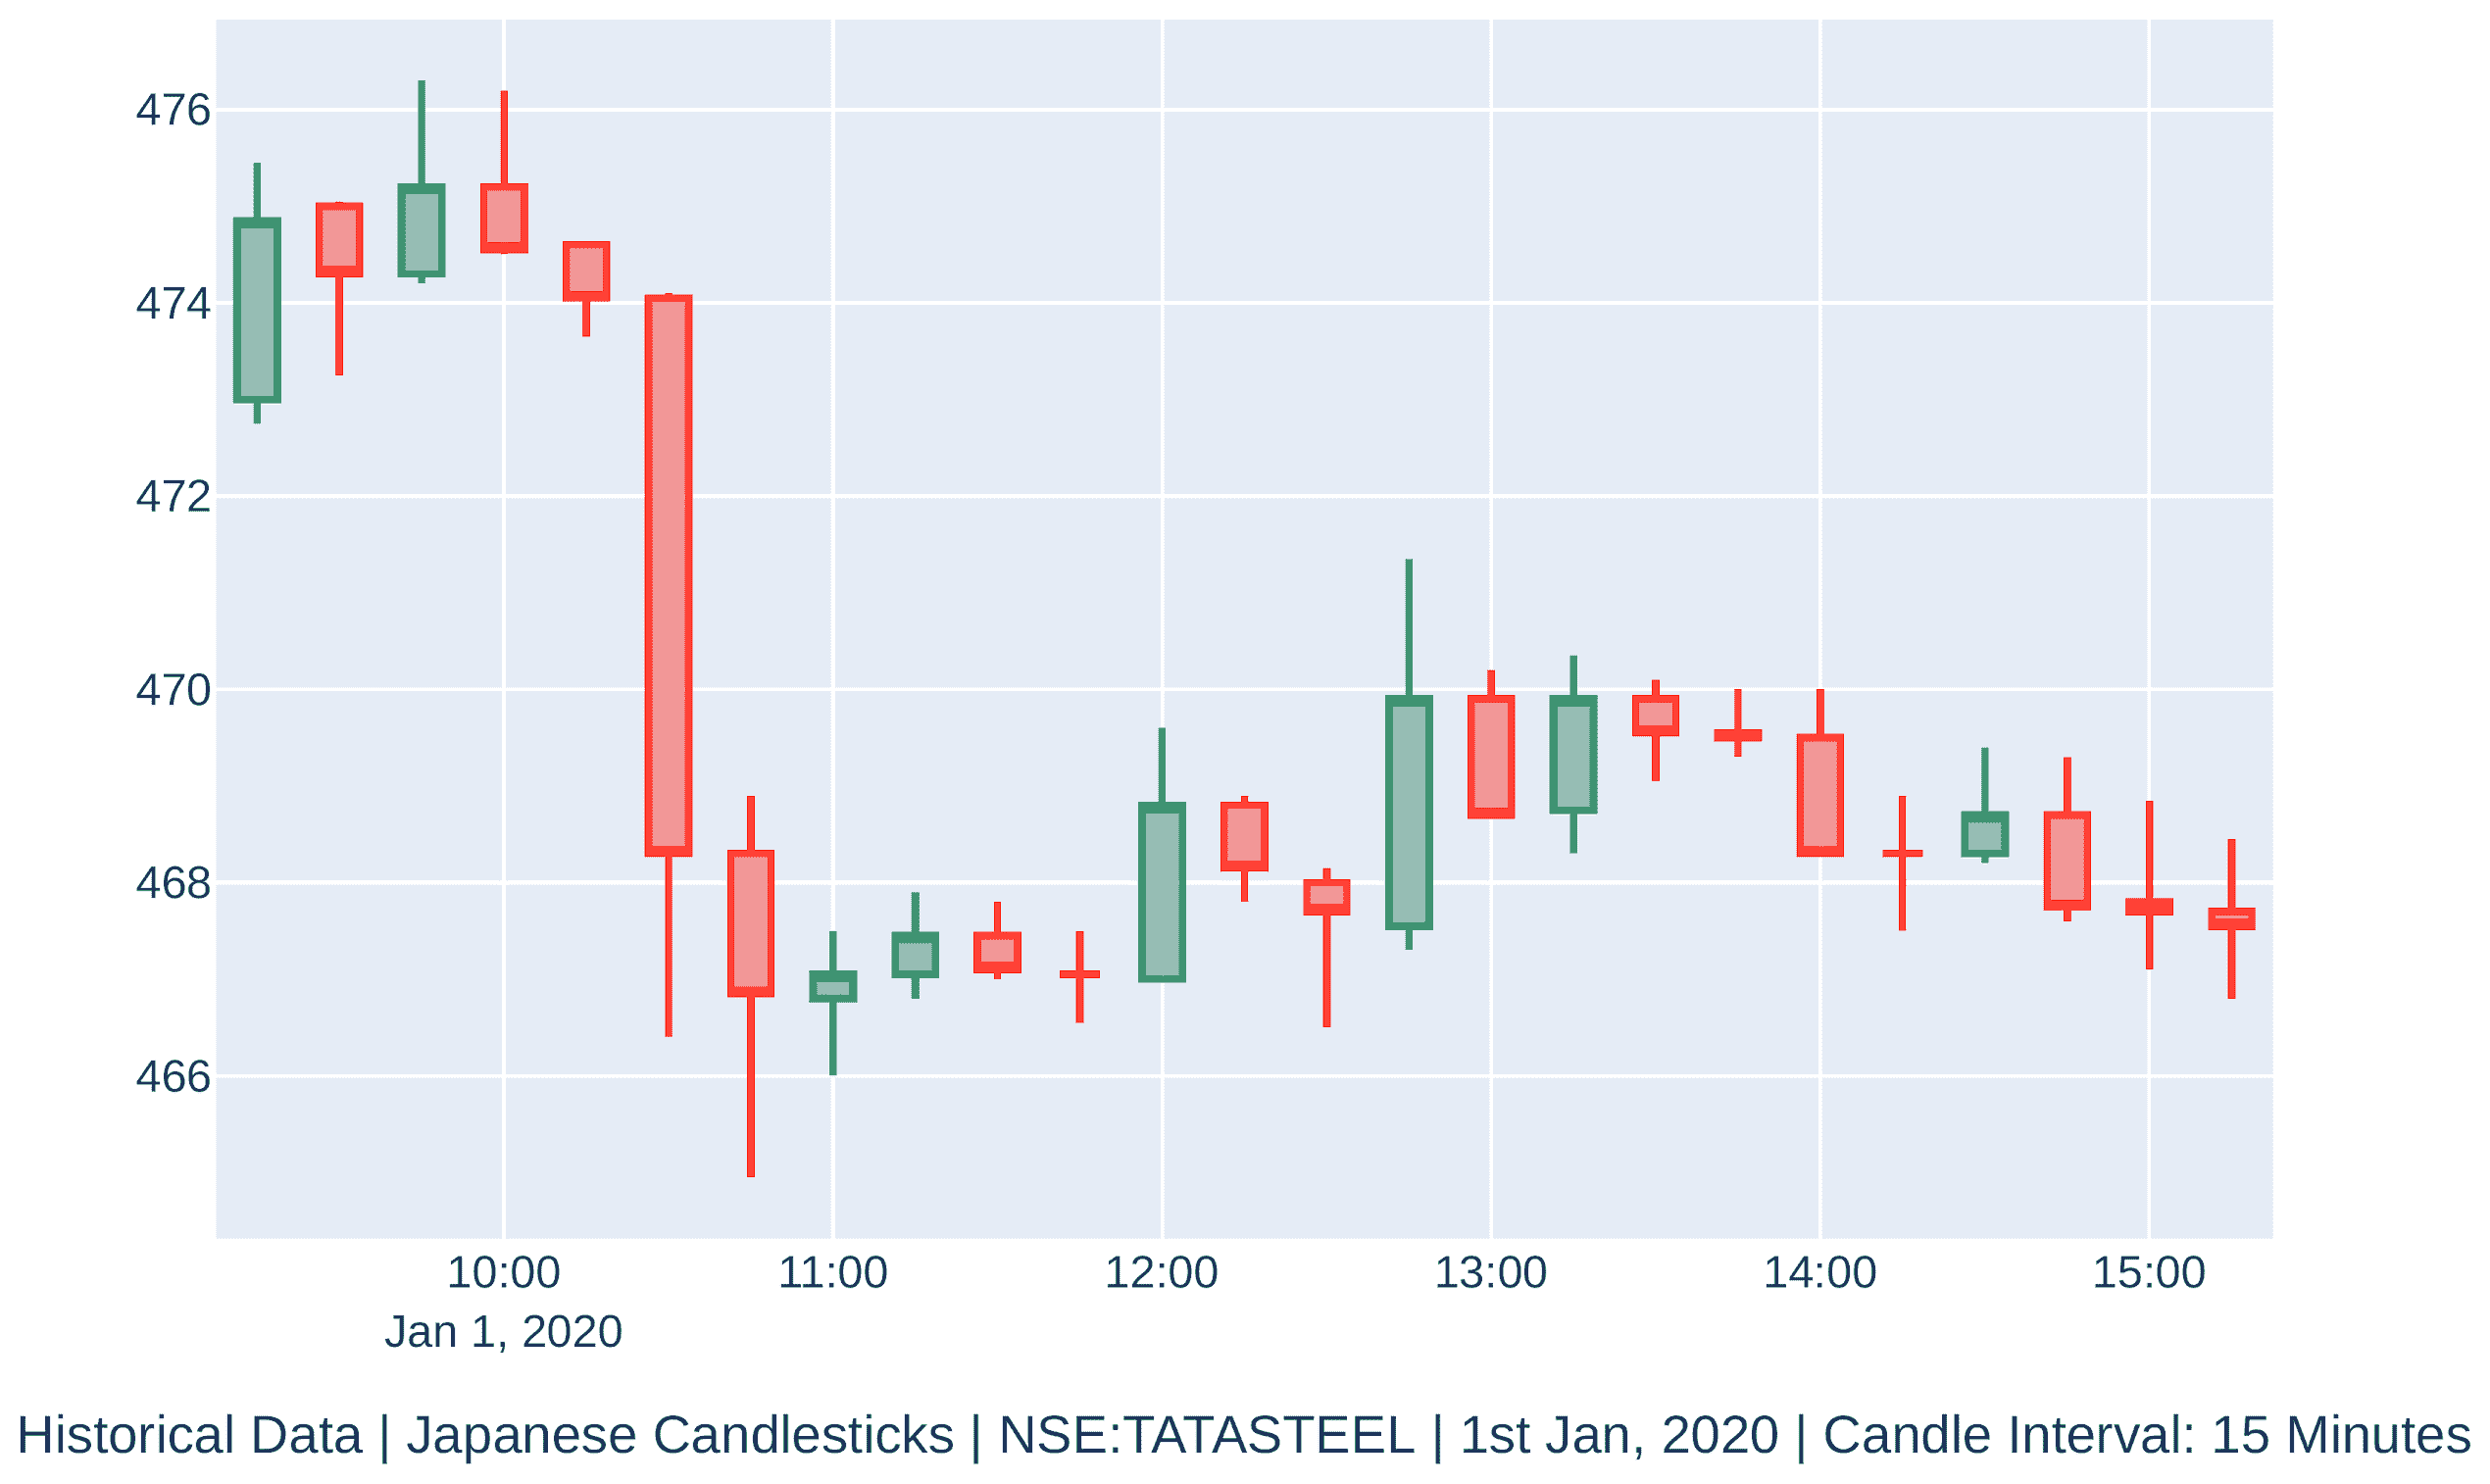 476
474
472
470
468
466
10:00 11:00 12:00 13:00 14:00 15:00
Jan 1, 2020
Historical Data | Japanese Candlesticks | NSE:TATASTEEL | 1st Jan, 2020 | Candle Interval: 15 Minutes